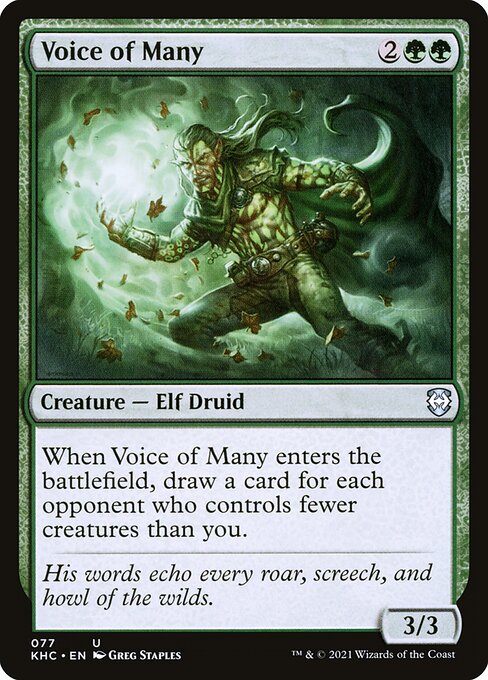 Voice of Many 2
Creature — Elf Druid
When Voice of Many enters the
battlefield, draw a card for each
opponent who controls fewer
creatures than you.
His words echo every roar, screech, and
howl of the wilds.
3/3
077 U
KHC • EN Greg Staples
™ & © 2021 Wizards of the Coast